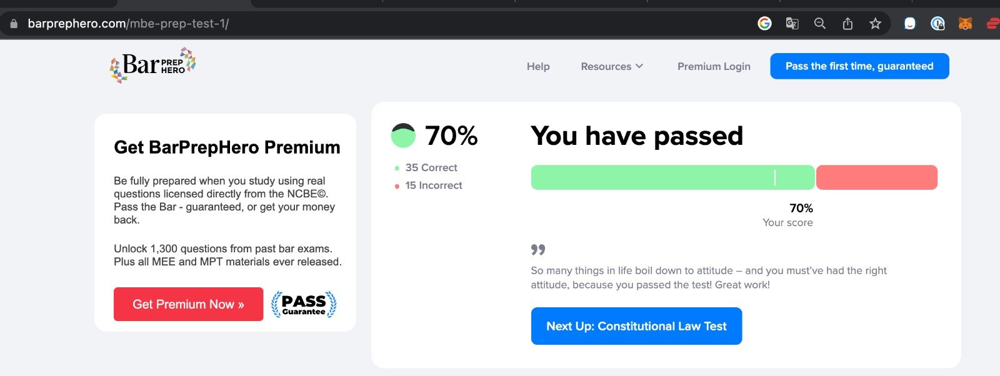 barprephero.com/mbe-prep-test-1/
Bar PREP HERO
Help
Resources
Premium Login
Pass the first time, guaranteed
Get BarPrepHero Premium
Be fully prepared when you study using real
questions licensed directly from the NCBE©.
Pass the Bar - guaranteed, or get your money
back.
Unlock 1,300 questions from past bar exams.
Plus all MEE and MPT materials ever released.
Get Premium Now »
PASS
Guarantee
70%
35 Correct
15 Incorrect
You have passed
70%
Your score
”
So many things in life boil down to attitude – and you must’ve had the right
attitude, because you passed the test! Great work!
Next Up: Constitutional Law Test